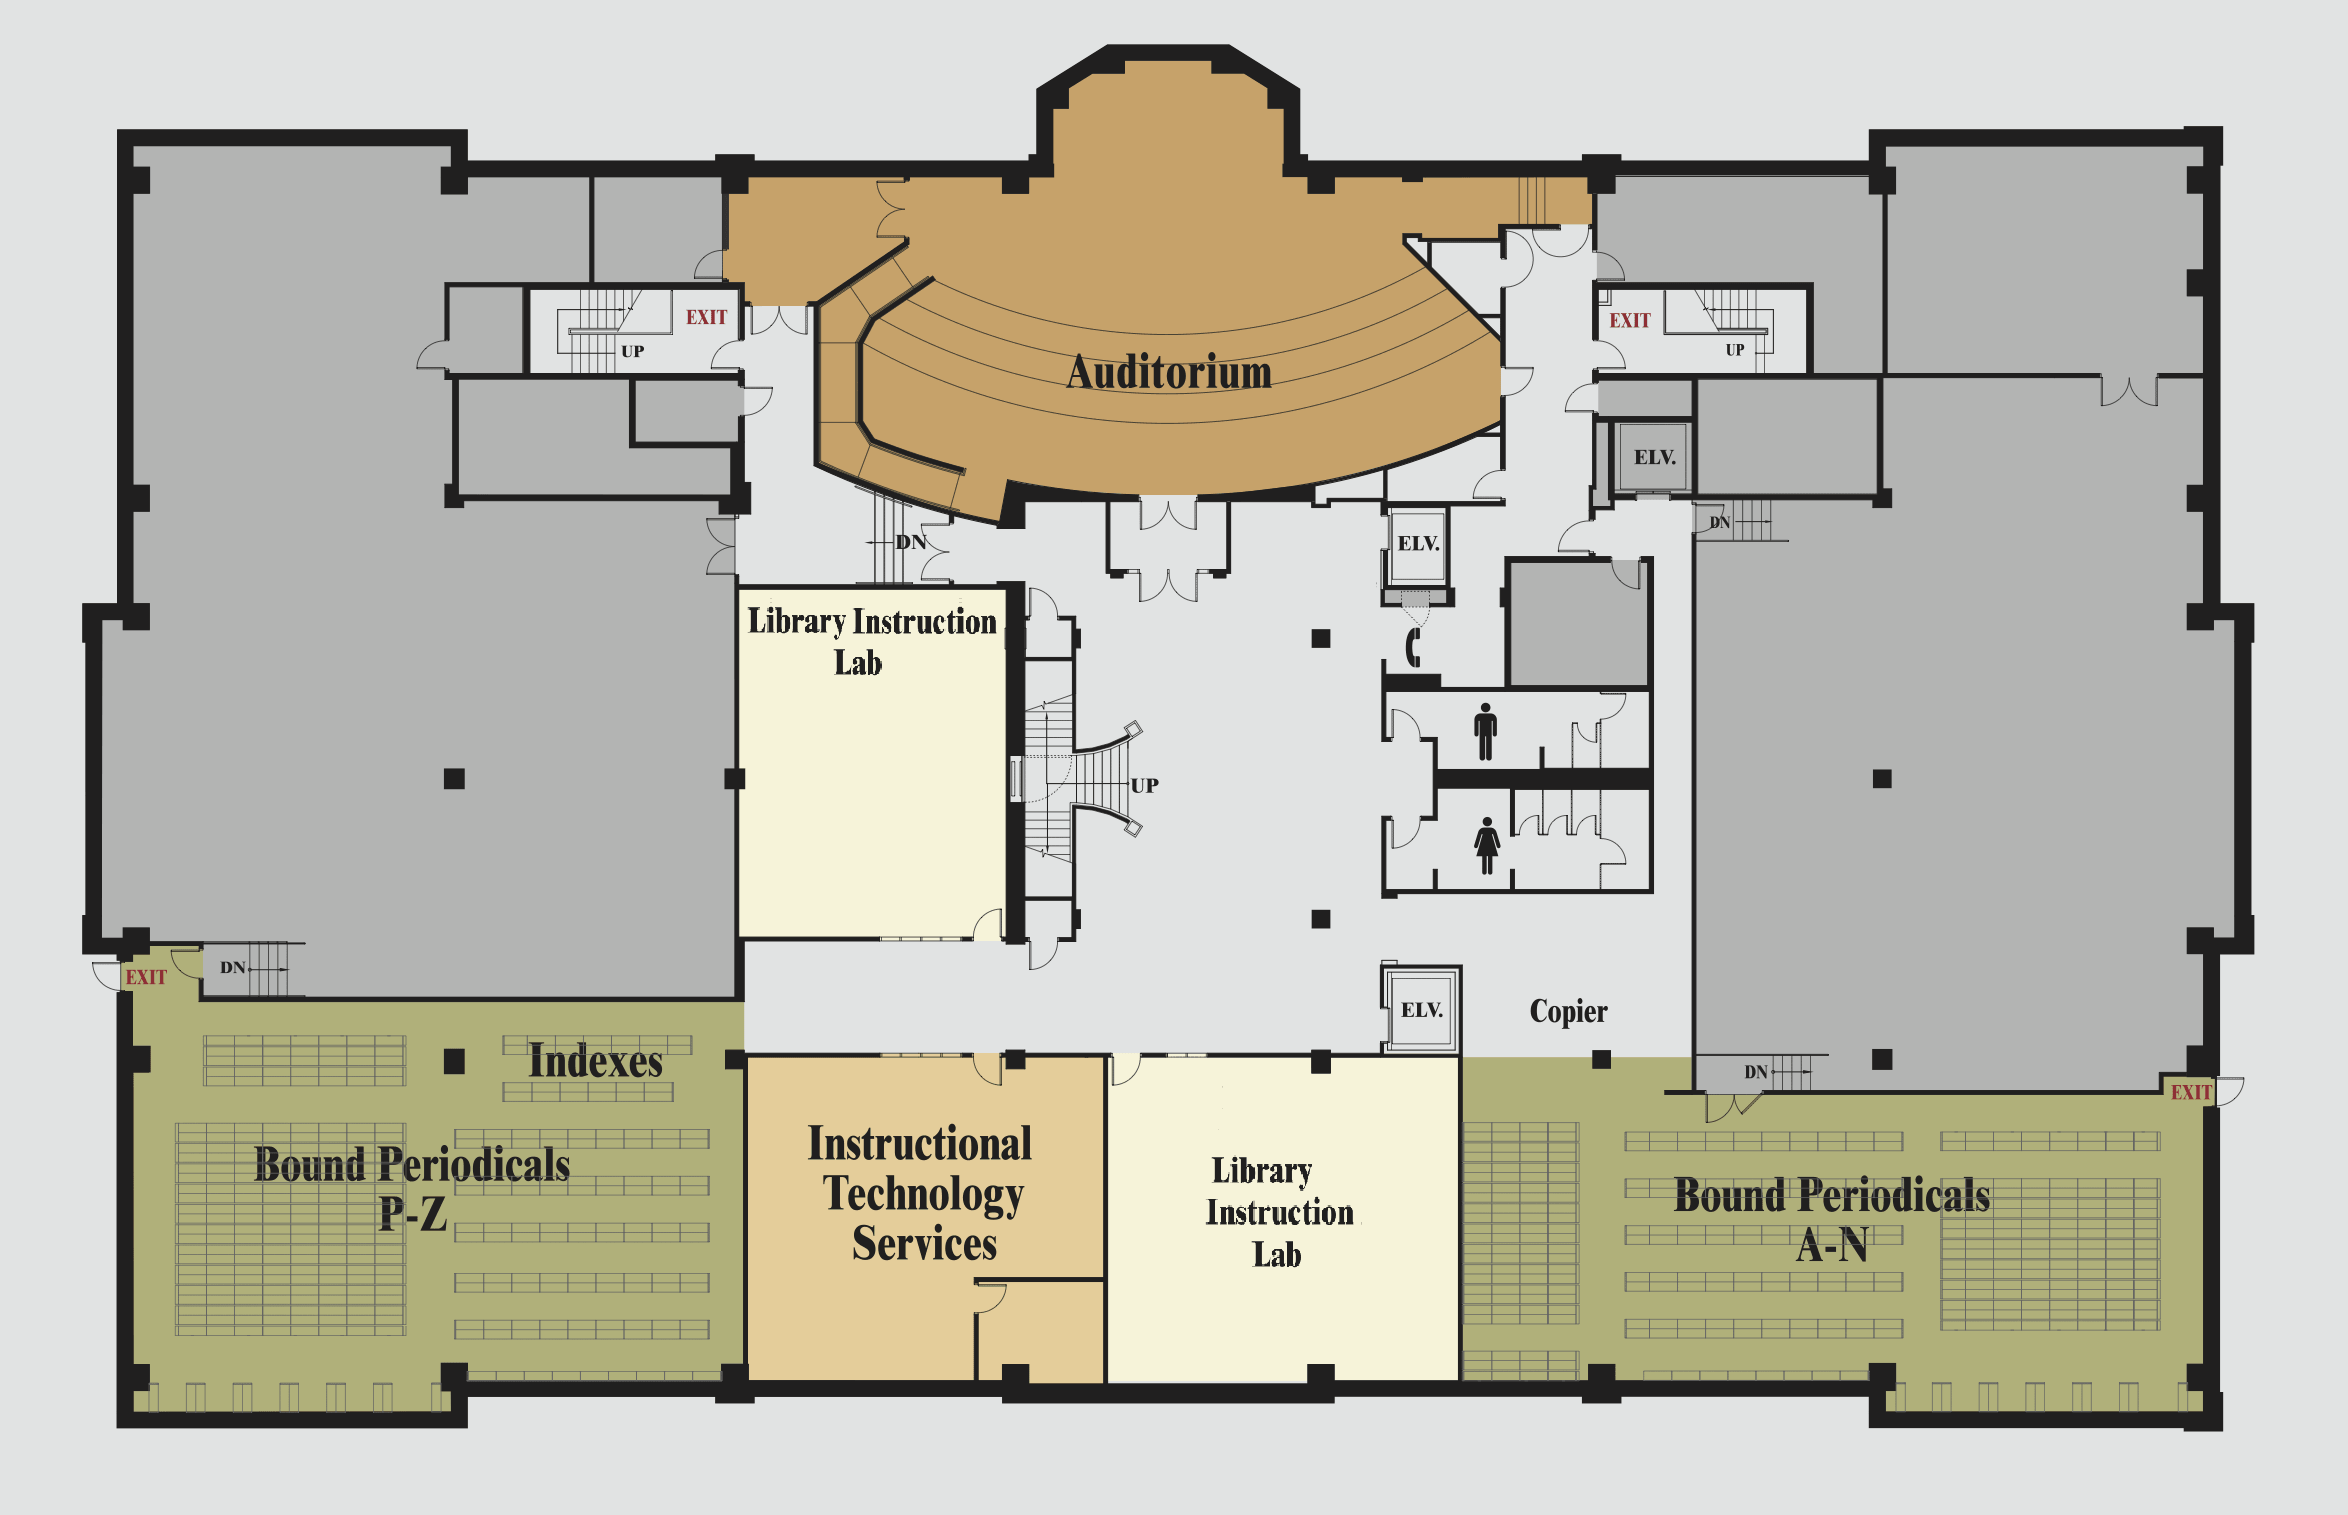 EXIT
UP
Auditorium
EXIT
UP
ELV.
DN
ELV.
DN
Library Instruction
Lab
UP
EXIT
DN
ELV.
Copier
Indexes
DN
EXIT
Bound Periodicals
P-Z
Instructional
Technology
Services
Library
Instruction
Lab
Bound Periodicals
A-N